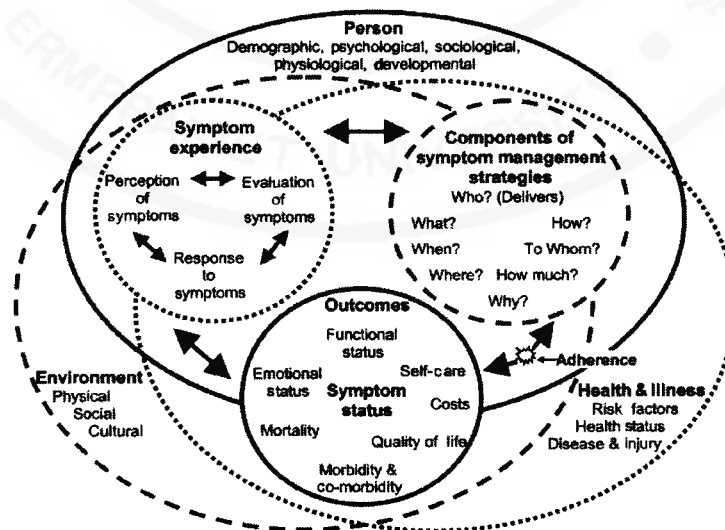 Person
Demographic, psychological, sociological,
physiological, developmental
Symptom
experience
Perception
of
symptoms
Evaluation
of
symptoms
Response
to
symptoms
Components of
symptom management
strategies
Who? (Delivers)
What?
How?
When?
To Whom?
Where?
How much?
Why?
Outcomes
Functional
status
Emotional
status
Self-care
Symptom
status
Costs
Mortality
Quality of life
Morbidity &
co-morbidity
Adherence
Environment
Physical
Social
Cultural
Health & illness
Risk factors
Health status
Disease & injury